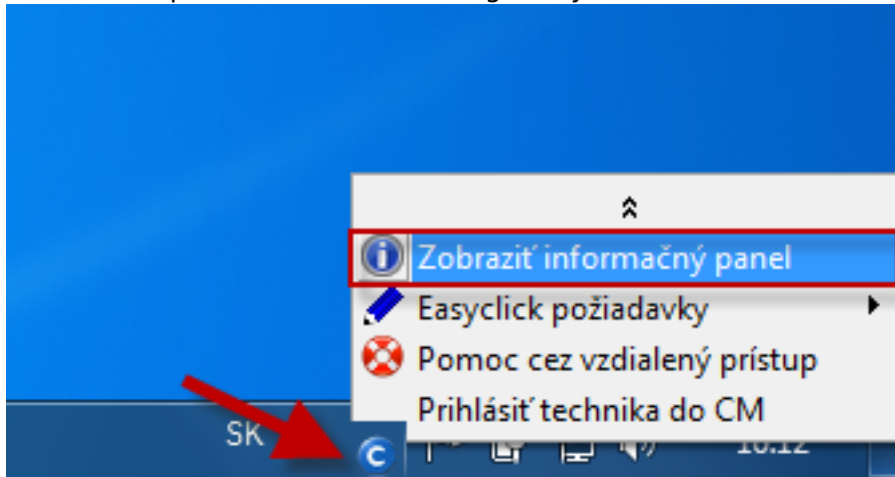 Zobraziť informačný panel
Easyclick požiadavky
Pomoc cez vzdialený prístup
Prihlásiť technika do CM
SK
C